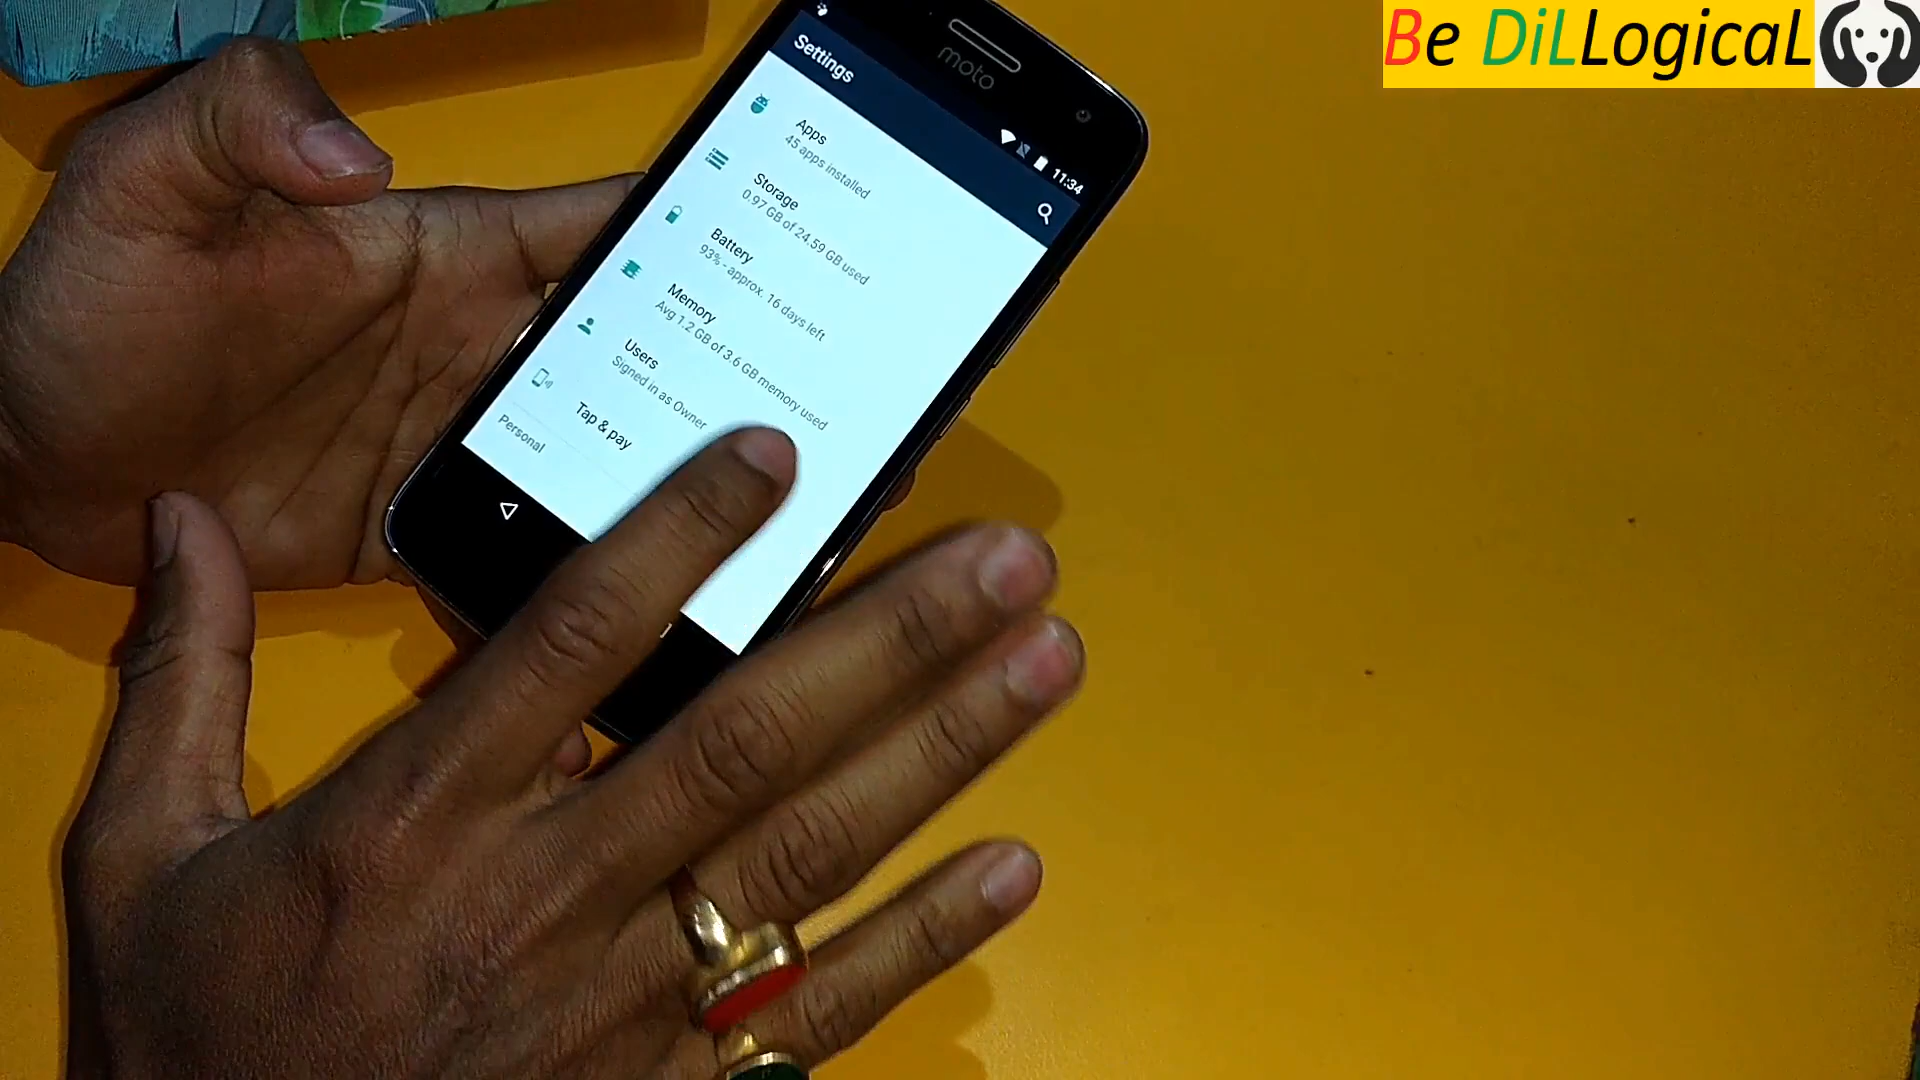 Be DiLLogicaL
moto
11:34
Settings
Apps
45 apps installed
Storage
0.97 GB of 24.59 GB used
Battery
93% - approx. 16 days left
Memory
Avg 1.2 GB of 3.6 GB memory used
Users
Signed in as Owner
Tap & pay
Personal